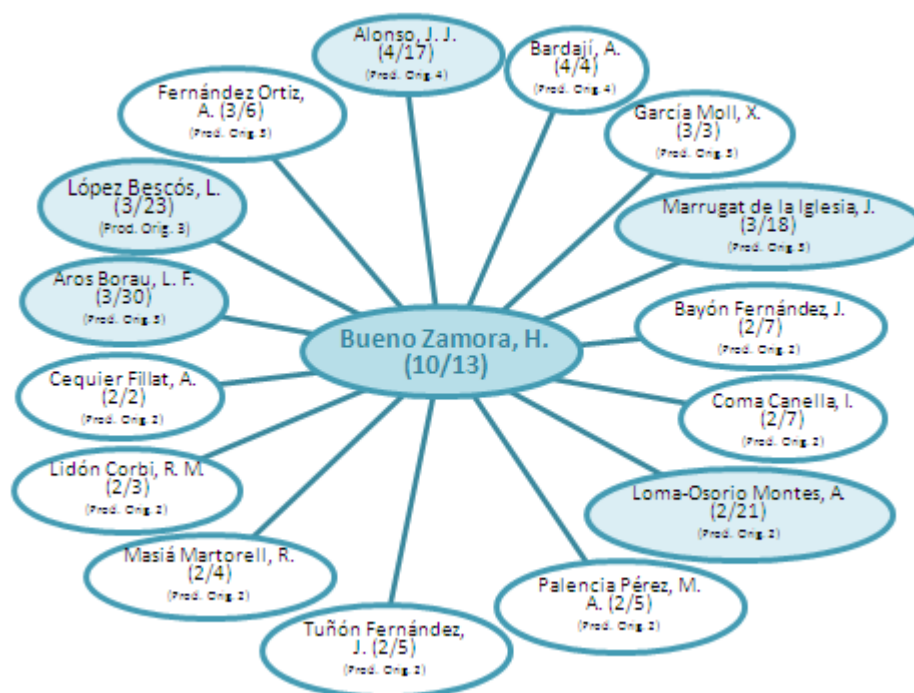 Alonso, J. J.
(4/17)
(Prod. Orig. 4)
Bardají, A.
(4/4)
(Prod. Orig. 4)
García Moll, X.
(3/3)
(Prod. Orig. 3)
Marrugat de la Iglesia, J.
(3/18)
(Prod. Orig. 3)
Bayón Fernández, J.
(2/7)
(Prod. Orig. 2)
Coma Canella, I.
(2/7)
(Prod. Orig. 2)
Loma-Osorio Montes, A.
(2/21)
(Prod. Orig. 2)
Palencia Pérez, M.
A. (2/5)
(Prod. Orig. 2)
Tuñón Fernández,
J. (2/5)
(Prod. Orig. 2)
Masiá Martorell, R.
(2/4)
(Prod. Orig. 2)
Lidón Corbi, R. M.
(2/3)
(Prod. Orig. 2)
Cequier Fillat, A.
(2/2)
(Prod. Orig. 2)
Aros Borau, L. F.
(3/30)
(Prod. Orig. 3)
López Bescós, L.
(3/23)
(Prod. Orig. 3)
Fernández Ortiz,
A. (3/6)
(Prod. Orig. 3)
Bueno Zamora, H.
(10/13)